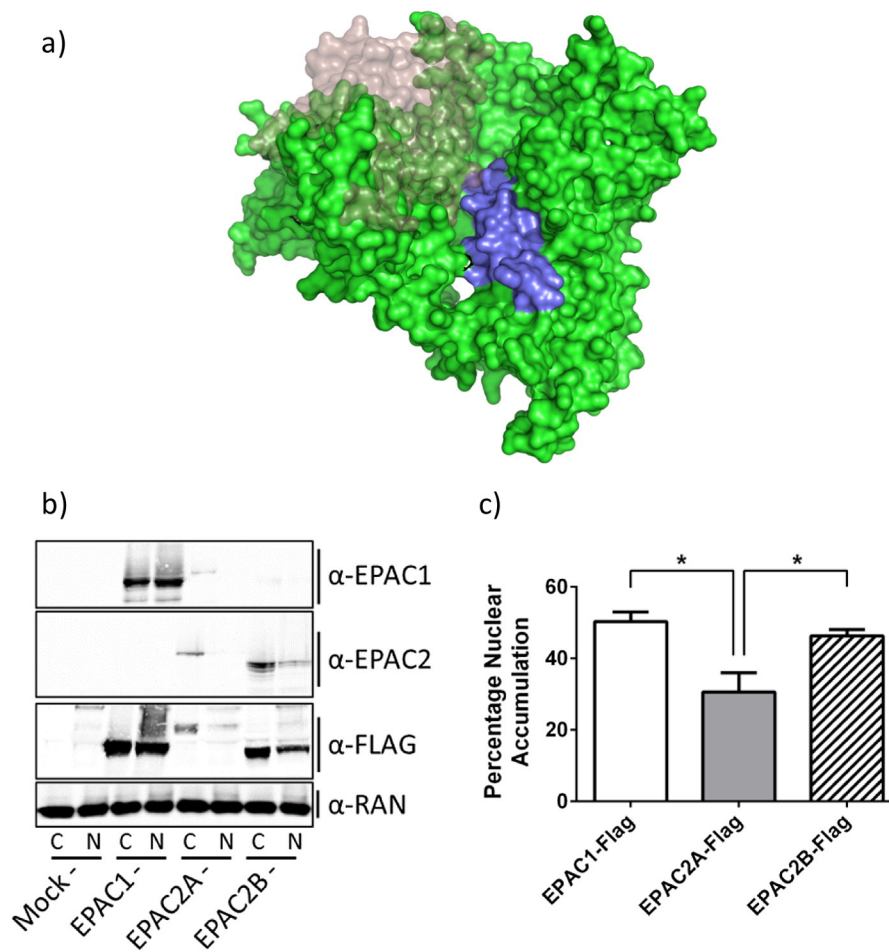 a)
b)
α-EPAC1
α-EPAC2
α-FLAG
α-RAN
C N C N C N C N
Mock - EPAC1- EPAC2A - EPAC2B -
c)
* *
Percentage Nuclear
Accumulation
60
40
20
0
EPAC1-Flag
EPAC2A-Flag
EPAC2B-Flag